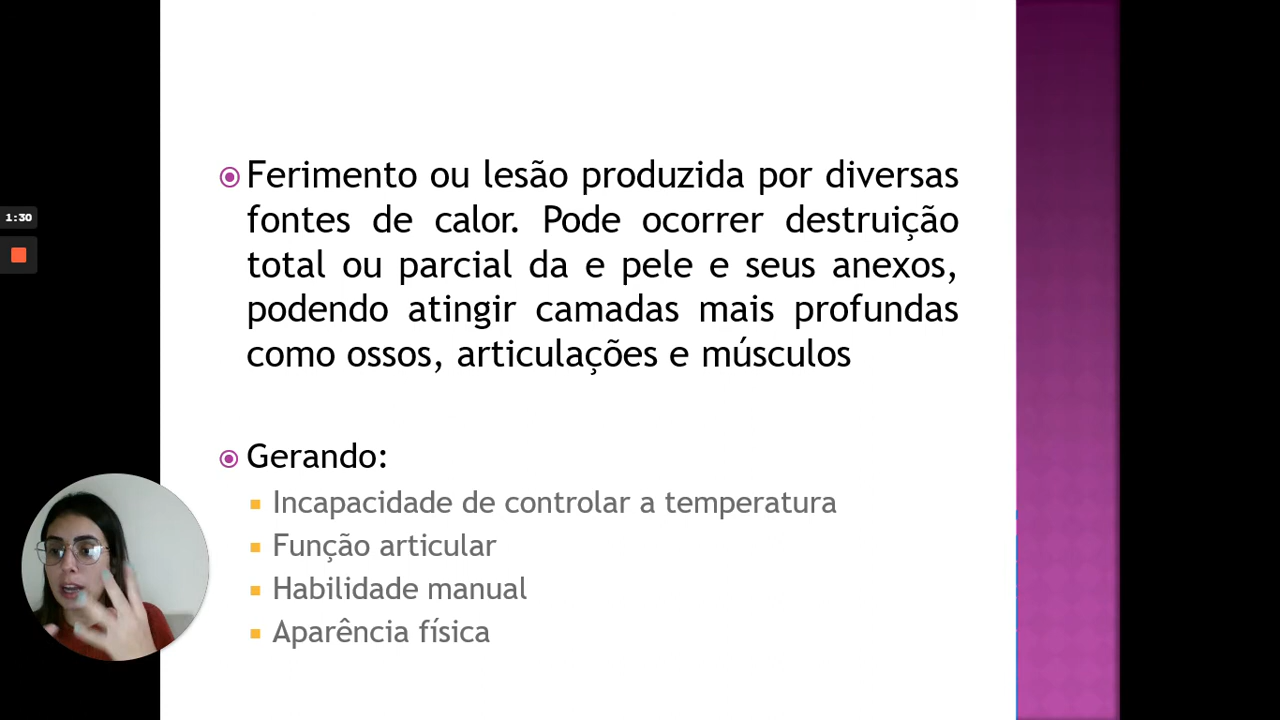 Ferimento ou lesão produzida por diversas
fontes de calor. Pode ocorrer destruição
total ou parcial da e pele e seus anexos,
podendo atingir camadas mais profundas
como ossos, articulações e músculos
1:30
Gerando:
Incapacidade de controlar a temperatura
Função articular
Habilidade manual
Aparência física